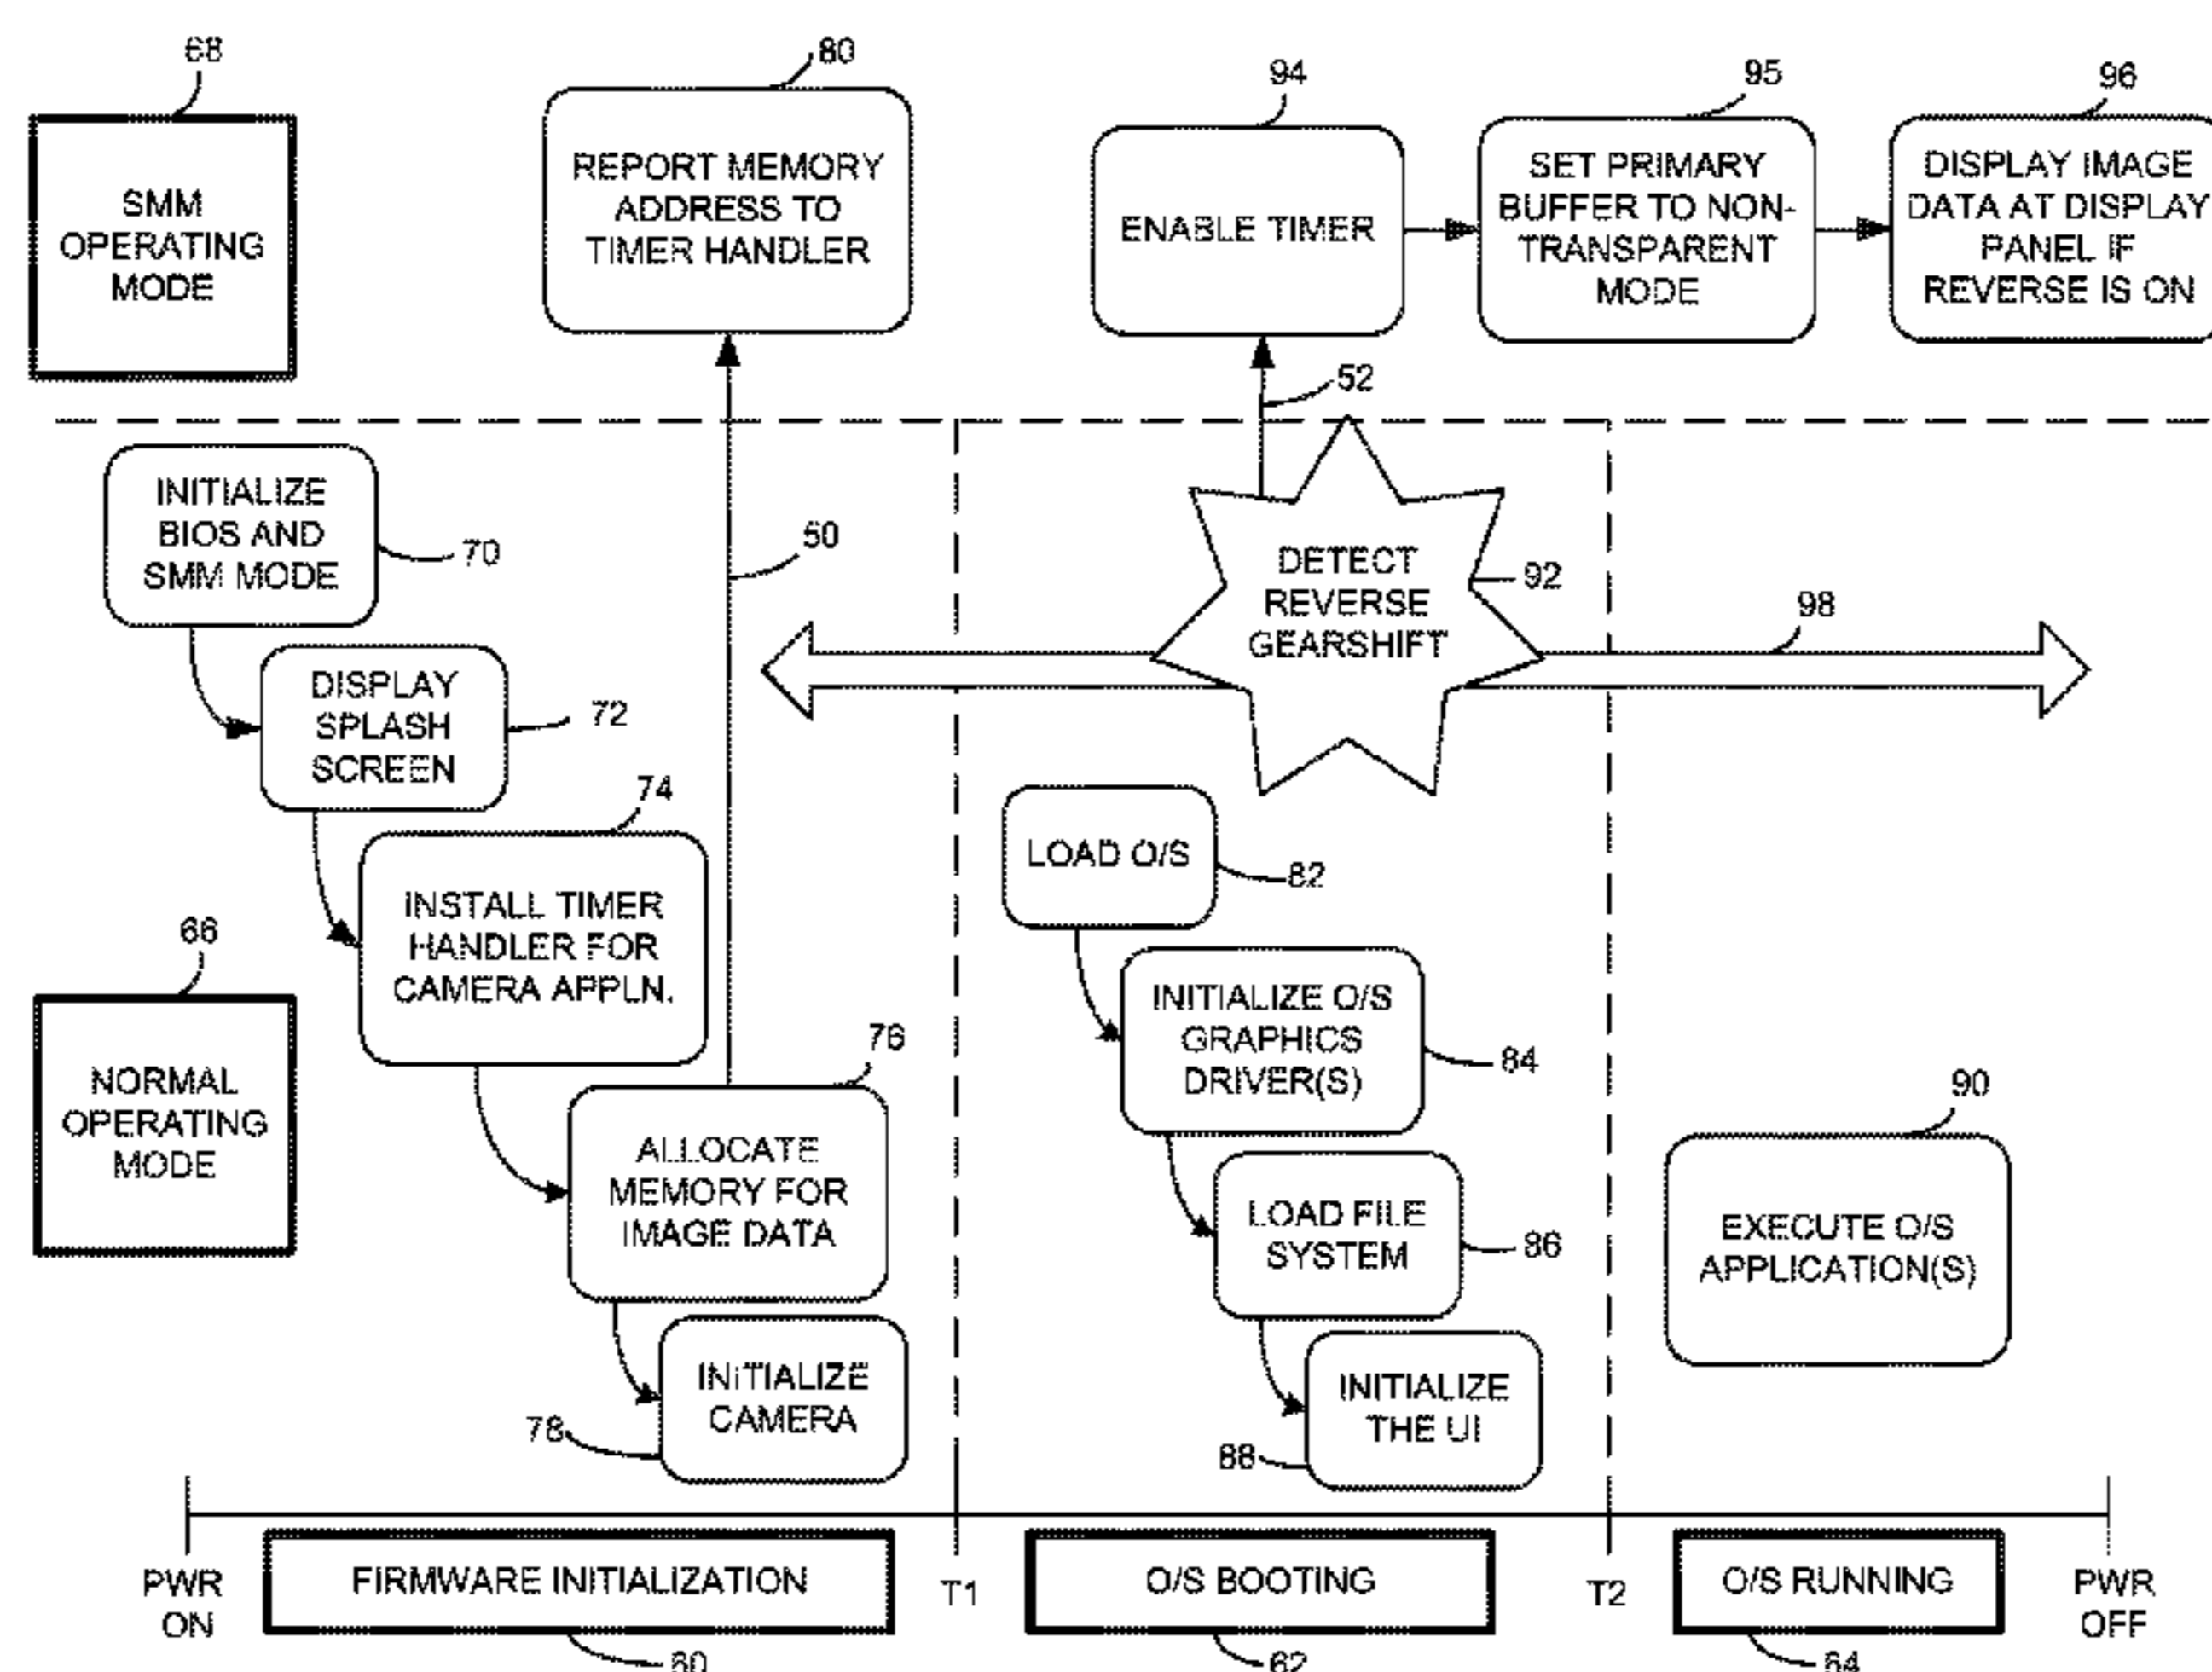 68
SMM
OPERATING
MODE
80
REPORT MEMORY
ADDRESS TO
TIMER HANDLER
94
ENABLE TIMER
95
SET PRIMARY
BUFFER TO NON-
TRANSPARENT
MODE
96
DISPLAY IMAGE
DATA AT DISPLAY
PANEL IF
REVERSE IS ON
52
INITIALIZE
BIOS AND
SMM MODE
70
50
DETECT
REVERSE
GEARSHIFT
92
98
DISPLAY
SPLASH
SCREEN
72
74
INSTALL TIMER
HANDLER FOR
CAMERA APPLN.
LOAD O/S
82
66
NORMAL
OPERATING
MODE
76
ALLOCATE
MEMORY FOR
IMAGE DATA
INITIALIZE O/S
GRAPHICS
DRIVER(S)
84
90
EXECUTE O/S
APPLICATION(S)
LOAD FILE
SYSTEM
86
INITIALIZE
CAMERA
78
INITIALIZE
THE UI
88
PWR
ON
FIRMWARE INITIALIZATION
T1
O/S BOOTING
T2
O/S RUNNING
PWR
OFF
60
62
64